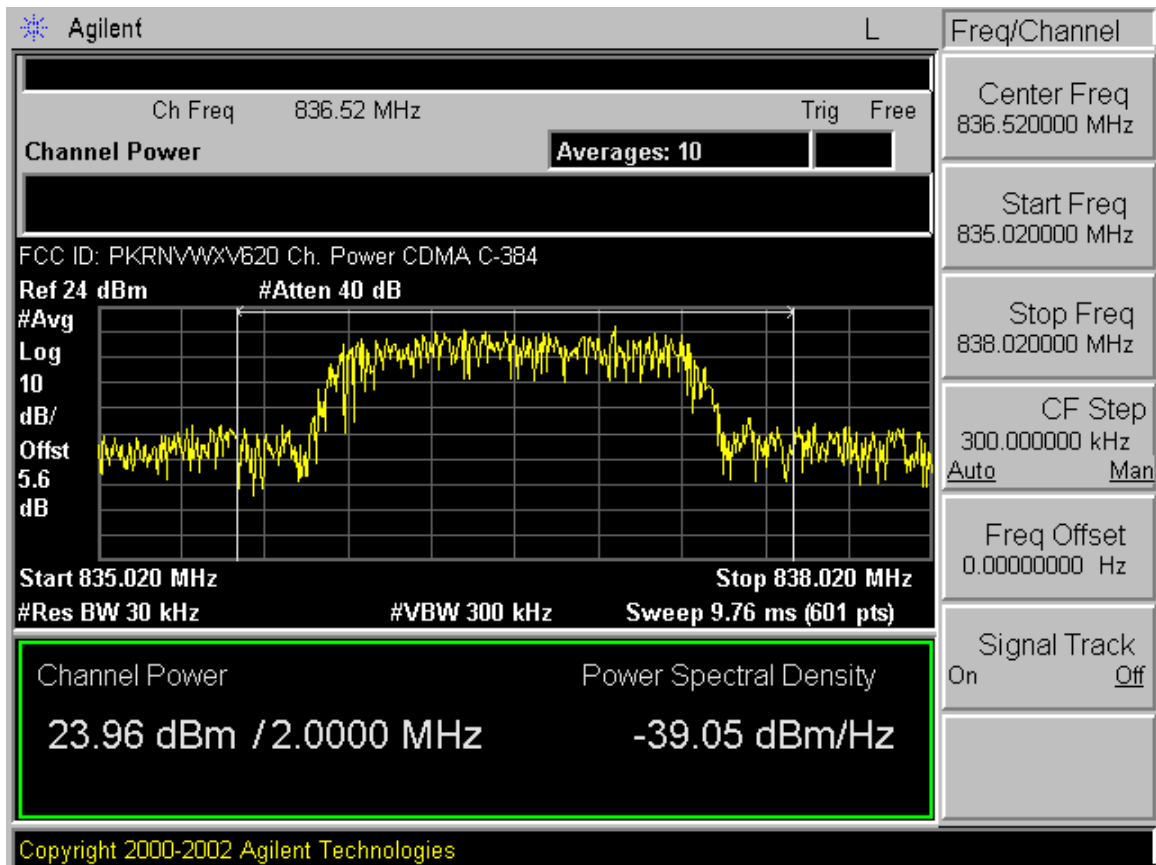 Agilent L Freq/Channel
Ch Freq 836.52 MHz Trig Free
Channel Power Averages: 10
FCC ID: PKRNVWXV620 Ch. Power CDMA C-384
Ref 24 dBm #Atten 40 dB
#Avg
Log
10
dB/
Offst
5.6
dB
Start 835.020 MHz Stop 838.020 MHz
#Res BW 30 kHz #VBW 300 kHz Sweep 9.76 ms (601 pts)
Channel Power Power Spectral Density
23.96 dBm / 2.0000 MHz -39.05 dBm/Hz
Center Freq
836.520000 MHz
Start Freq
835.020000 MHz
Stop Freq
838.020000 MHz
CF Step
300.000000 kHz
Auto Man
Freq Offset
0.00000000 Hz
Signal Track
On Off
Copyright 2000-2002 Agilent Technologies